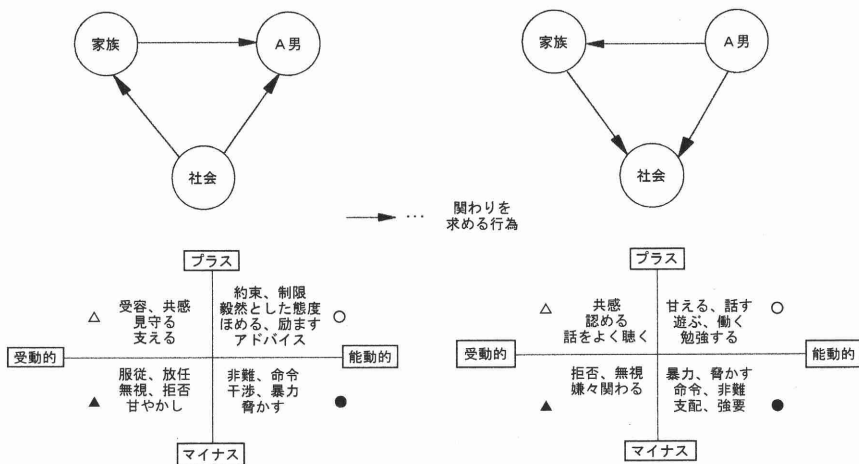 家族
A男
社会
家族
A男
社会
… 関わりを
求める行為
プラス
△
受容、共感
見守る
支える
約束、制限
毅然とした態度
ほめる、励ます
アドバイス
○
受動的
能動的
▲
服従、放任
無視、拒否
甘やかし
非難、命令
干渉、暴力
脅かす
●
マイナス
プラス
△
共感
認める
話をよく聴く
甘える、話す
遊ぶ、働く
勉強する
○
受動的
能動的
▲
拒否、無視
嫌々関わる
暴力、脅かす
命令、非難
支配、強要
●
マイナス